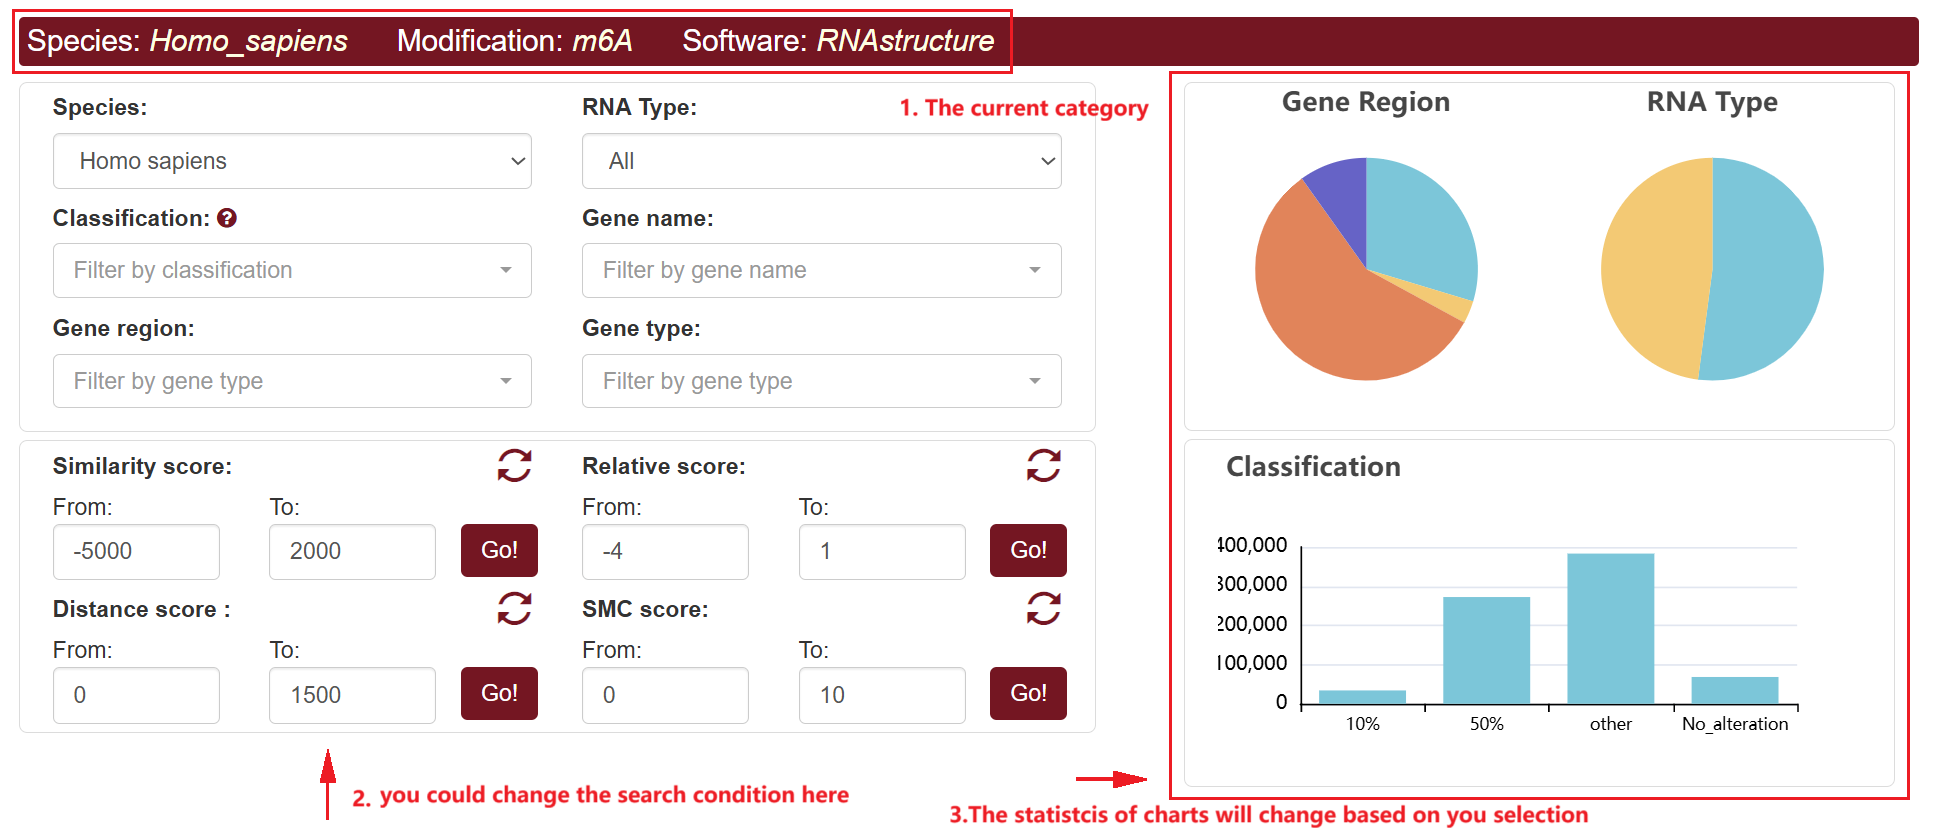 Species: Homo_sapiens Modification: m6A Software: RNAstructure
Species:
RNA Type:
1. The current category
Homo sapiens
All
Classification: ?
Gene name:
Filter by classification
Filter by gene name
Gene region:
Gene type:
Filter by gene type
Filter by gene type
Similarity score:
Relative score:
From:
To:
From:
To:
-5000
2000
Go!
-4
1
Go!
Distance score :
SMC score:
From:
To:
From:
To:
0
1500
Go!
0
10
Go!
2. you could change the search condition here
Gene Region
RNA Type
Classification
400,000
300,000
200,000
100,000
0
10%
50%
other
No_alteration
3.The statistcis of charts will change based on you selection